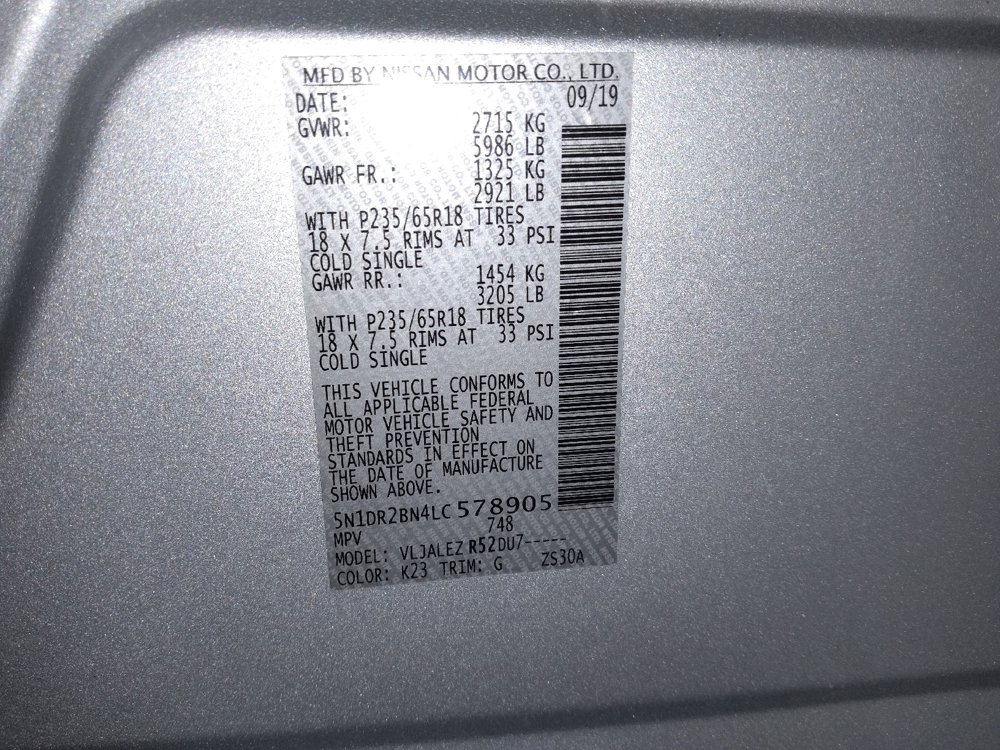 MFD BY NISSAN MOTOR CO., LTD.
DATE: 09/19
GVWR: 2715 KG
5986 LB
GAWR FR.: 1325 KG
2921 LB
WITH P235/65R18 TIRES
18 X 7.5 RIMS AT 33 PSI
COLD SINGLE
GAWR RR.: 1454 KG
3205 LB
WITH P235/65R18 TIRES
18 X 7.5 RIMS AT 33 PSI
COLD SINGLE
THIS VEHICLE CONFORMS TO
ALL APPLICABLE FEDERAL
MOTOR VEHICLE SAFETY AND
THEFT PREVENTION
STANDARDS IN EFFECT ON
THE DATE OF MANUFACTURE
SHOWN ABOVE.
5N1DR2BN4LC578905
MPV 748
MODEL: VLJALEZ R52DU7-----
COLOR: K23 TRIM: G ZS30A